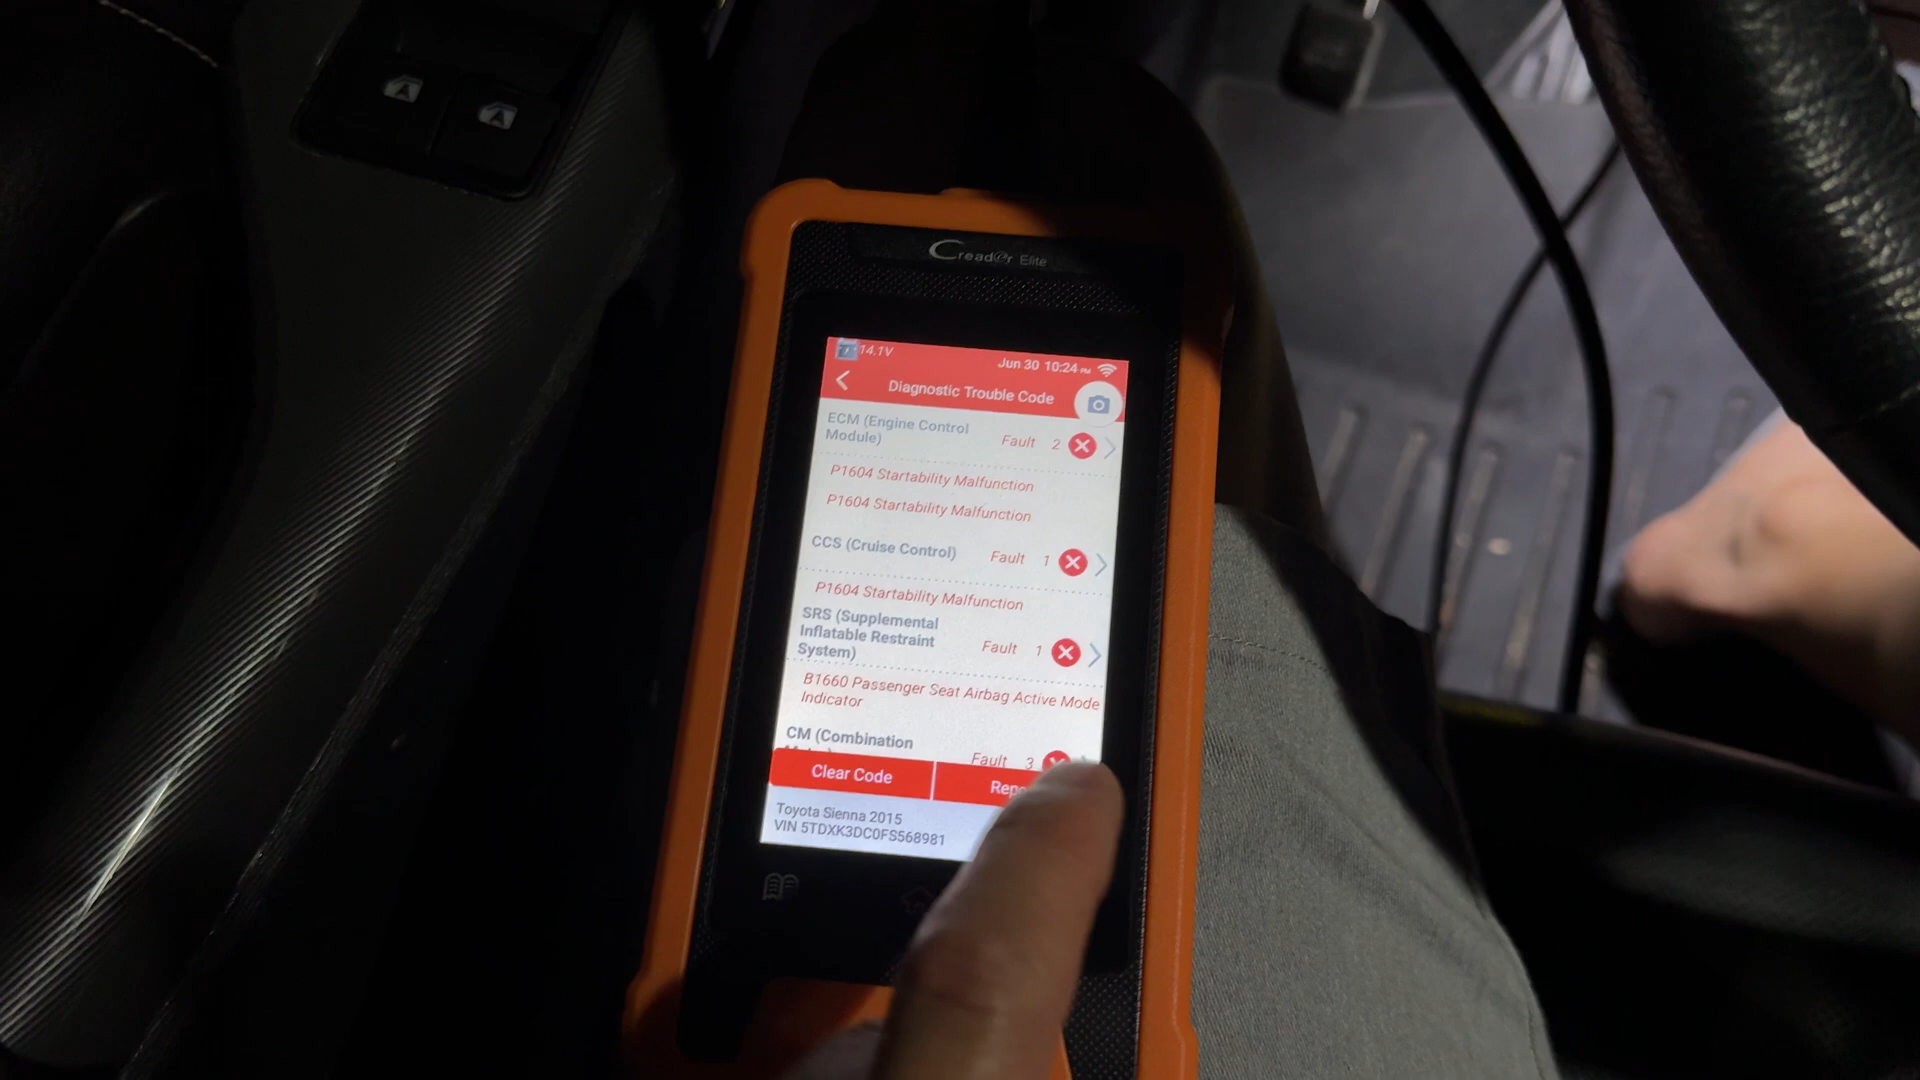 Creader Elite
14.1V
Jun 30 10:24 PM
Diagnostic Trouble Code
ECM (Engine Control
Module)
Fault 2
P1604 Startability Malfunction
P1604 Startability Malfunction
CCS (Cruise Control)
Fault 1
P1604 Startability Malfunction
SRS (Supplemental
Inflatable Restraint
System)
Fault 1
B1660 Passenger Seat Airbag Active Mode
Indicator
CM (Combination
Fault 3
Clear Code
Repo
Toyota Sienna 2015
VIN 5TDXK3DC0FS568981
A
A